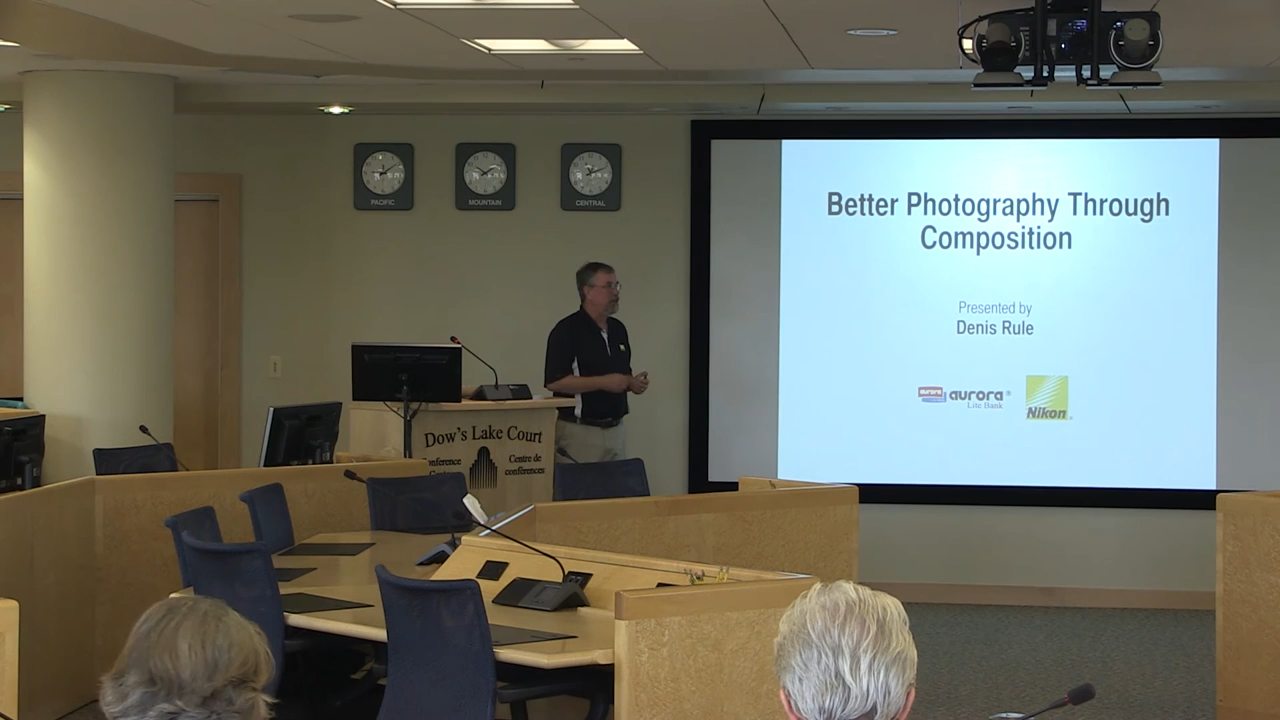 PACIFIC
MOUNTAIN
CENTRAL
Better Photography Through
Composition
Presented by
Denis Rule
aurora
aurora®
Lite Bank
Nikon®
Dow's Lake Court
Conference
Centre de
conférences